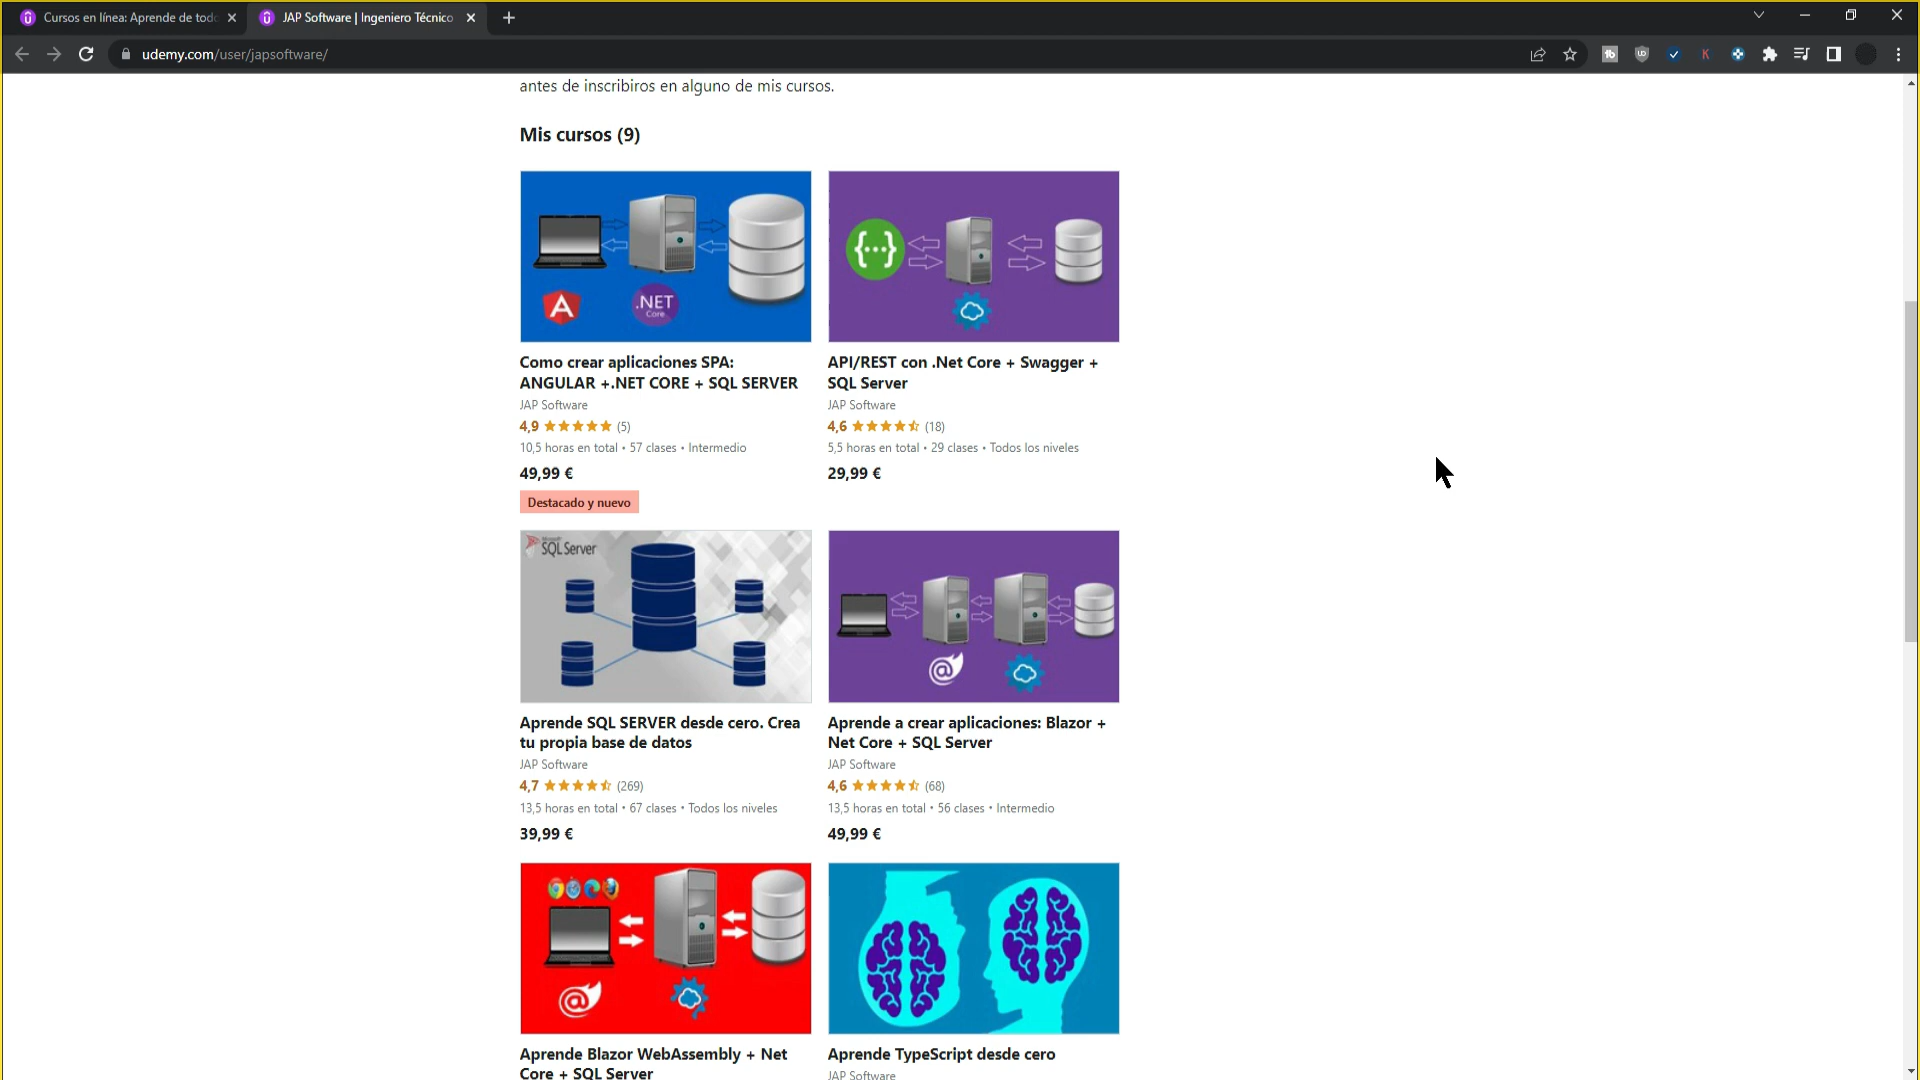 Cursos en línea: Aprende de todo
JAP Software | Ingeniero Técnico
udemy.com/user/japsoftware/
antes de inscribiros en alguno de mis cursos.
Mis cursos (9)
.NET
Core
Como crear aplicaciones SPA:
ANGULAR +.NET CORE + SQL SERVER
JAP Software
4,9 (5)
10,5 horas en total • 57 clases • Intermedio
49,99 €
Destacado y nuevo
API/REST con .Net Core + Swagger +
SQL Server
JAP Software
4,6 (18)
5,5 horas en total • 29 clases • Todos los niveles
29,99 €
SQL Server
Aprende SQL SERVER desde cero. Crea
tu propia base de datos
JAP Software
4,7 (269)
13,5 horas en total • 67 clases • Todos los niveles
39,99 €
Aprende a crear aplicaciones: Blazor +
Net Core + SQL Server
JAP Software
4,6 (68)
13,5 horas en total • 56 clases • Intermedio
49,99 €
Aprende Blazor WebAssembly + Net
Core + SQL Server
Aprende TypeScript desde cero
JAP Software